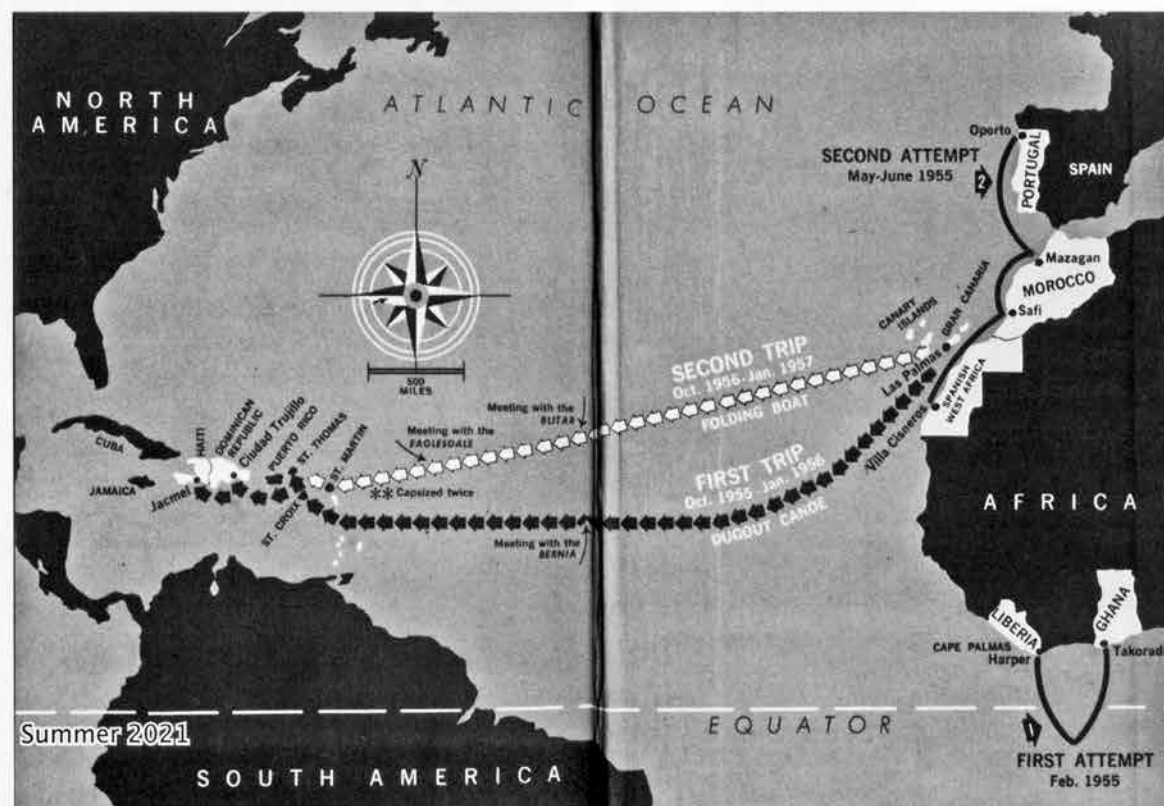 NORTH
AMERICA
ATLANTIC OCEAN
N
500
MILES
Oporto
PORTUGAL
SPAIN
SECOND ATTEMPT
May-June 1955
2
Mazagan
MOROCCO
Safi
CANARY
ISLANDS
GRAN CANARIA
Las Palmas
SPANISH
WEST AFRICA
Villa Cisneros
SECOND TRIP
Oct. 1956-Jan. 1957
FOLDING BOAT
Meeting with the
BLITAR
Meeting with the
EAGLESDALE
** Capsized twice
FIRST TRIP
Oct. 1955-Jan. 1956
DUGOUT CANOE
Meeting with the
BERNIA
CUBA
JAMAICA
HAITI
Jacmel
DOMINICAN
REPUBLIC
Ciudad Trujillo
PUERTO RICO
ST. THOMAS
ST. CROIX
ST. MARTIN
AFRICA
LIBERIA
GHANA
CAPE PALMAS
Harper
Takoradi
EQUATOR
1
FIRST ATTEMPT
Feb. 1955
Summer 2021
SOUTH AMERICA